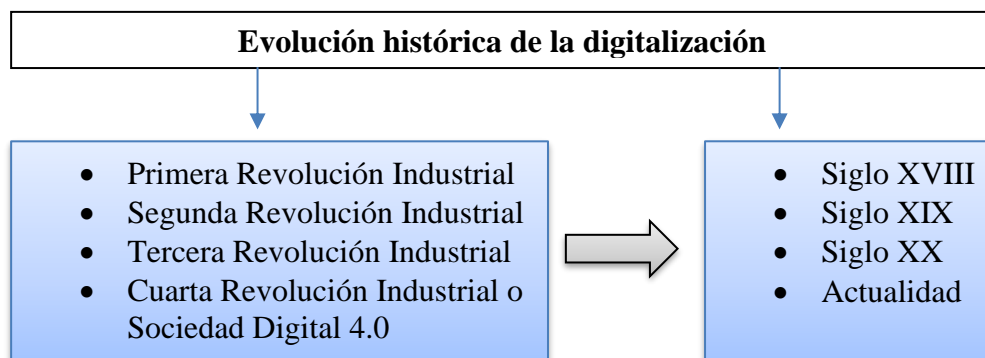 Evolución histórica de la digitalización
• Primera Revolución Industrial
• Segunda Revolución Industrial
• Tercera Revolución Industrial
• Cuarta Revolución Industrial o
Sociedad Digital 4.0
• Siglo XVIII
• Siglo XIX
• Siglo XX
• Actualidad